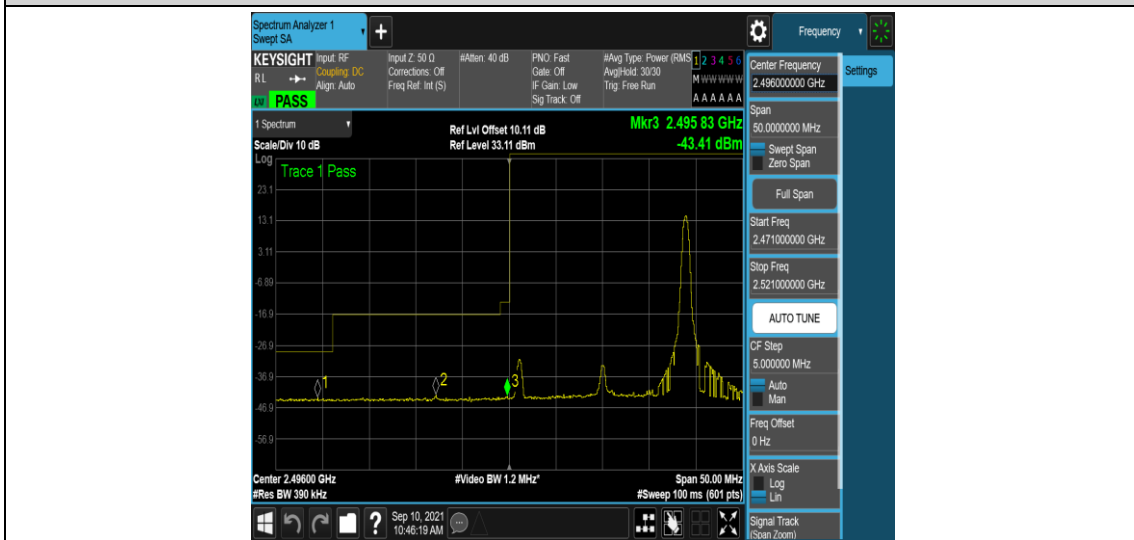 Spectrum Analyzer 1
Swept SA
+
Frequency
KEYSIGHT
RL
PASS
Input: RF
Coupling: DC
Align: Auto
Input Z: 50 Ω
Corrections: Off
Freq Ref: Int (S)
#Atten: 40 dB
PNO: Fast
Gate: Off
IF Gain: Low
Sig Track: Off
#Avg Type: Power (RMS
Avg|Hold: 30/30
Trig: Free Run
1 2 3 4 5 6
M W W W W W
A A A A A A
1 Spectrum
Scale/Div 10 dB
Ref Lvl Offset 10.11 dB
Ref Level 33.11 dBm
Mkr3 2.495 83 GHz
-43.41 dBm
Log
Trace 1 Pass
23.1
13.1
3.11
-6.89
-16.9
-26.9
-36.9
-46.9
-56.9
1
2
3
Center 2.49600 GHz
#Res BW 390 kHz
#Video BW 1.2 MHz*
Span 50.00 MHz
#Sweep 100 ms (601 pts)
Sep 10, 2021
10:46:19 AM
?
Center Frequency
2.496000000 GHz
Settings
Span
50.0000000 MHz
Swept Span
Zero Span
Full Span
Start Freq
2.471000000 GHz
Stop Freq
2.521000000 GHz
AUTO TUNE
CF Step
5.000000 MHz
Auto
Man
Freq Offset
0 Hz
X Axis Scale
Log
Lin
Signal Track
(Span Zoom)